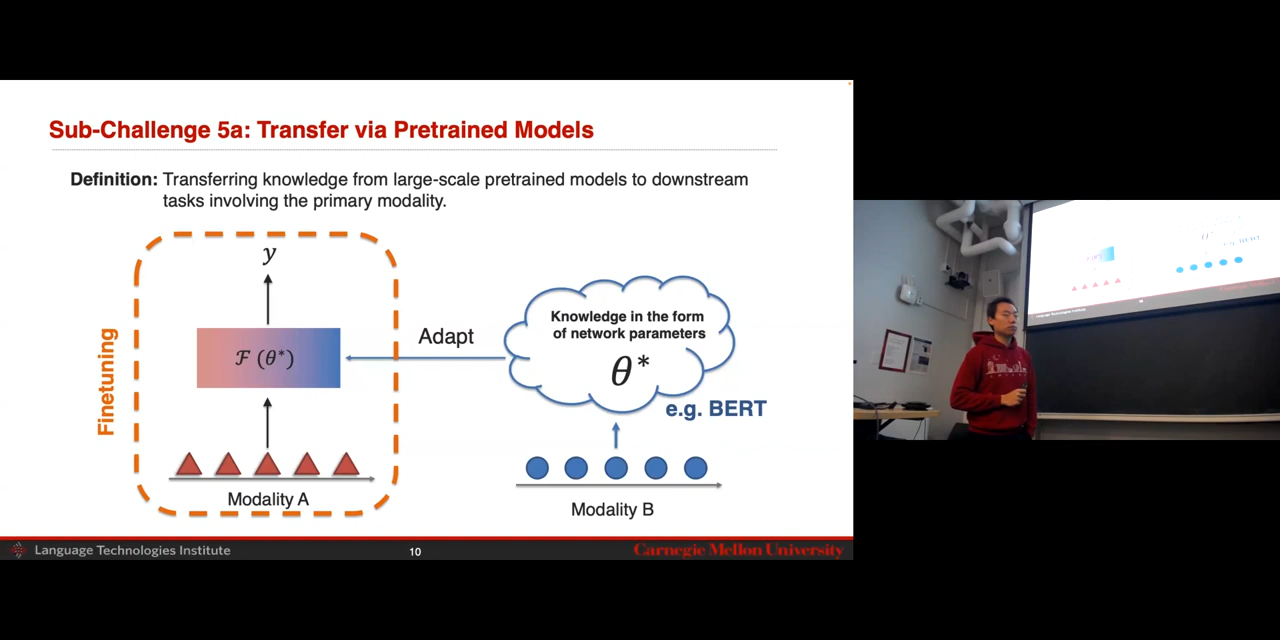 Sub-Challenge 5a: Transfer via Pretrained Models
Definition: Transferring knowledge from large-scale pretrained models to downstream
tasks involving the primary modality.
y
Finetuning
ℱ (θ*)
Modality A
Adapt
Knowledge in the form
of network parameters
θ*
e.g. BERT
Modality B
Language Technologies Institute
10
Carnegie Mellon University